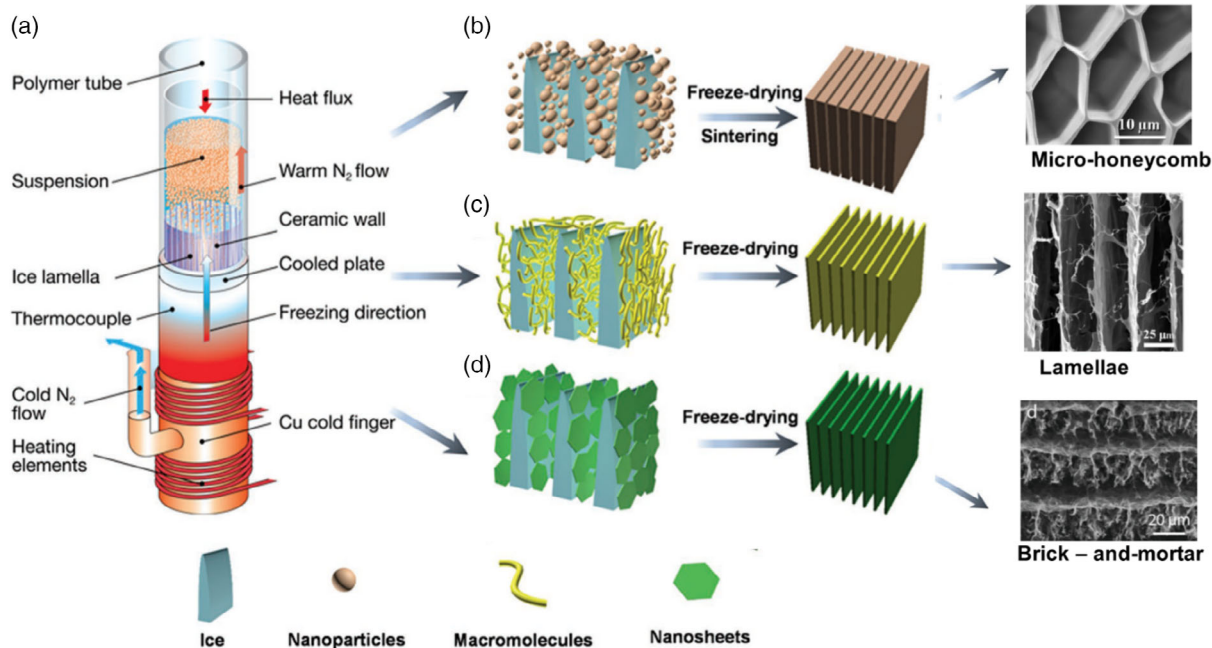 (a)
Polymer tube
Heat flux
Suspension
Warm N2 flow
Ceramic wall
Ice lamella
Cooled plate
Thermocouple
Freezing direction
Cold N2
flow
Cu cold finger
Heating
elements
(b)
Freeze-drying
Sintering
10 μm
Micro-honeycomb
(c)
Freeze-drying
25 μm
Lamellae
(d)
Freeze-drying
d
20 μm
Brick – and-mortar
Ice
Nanoparticles
Macromolecules
Nanosheets